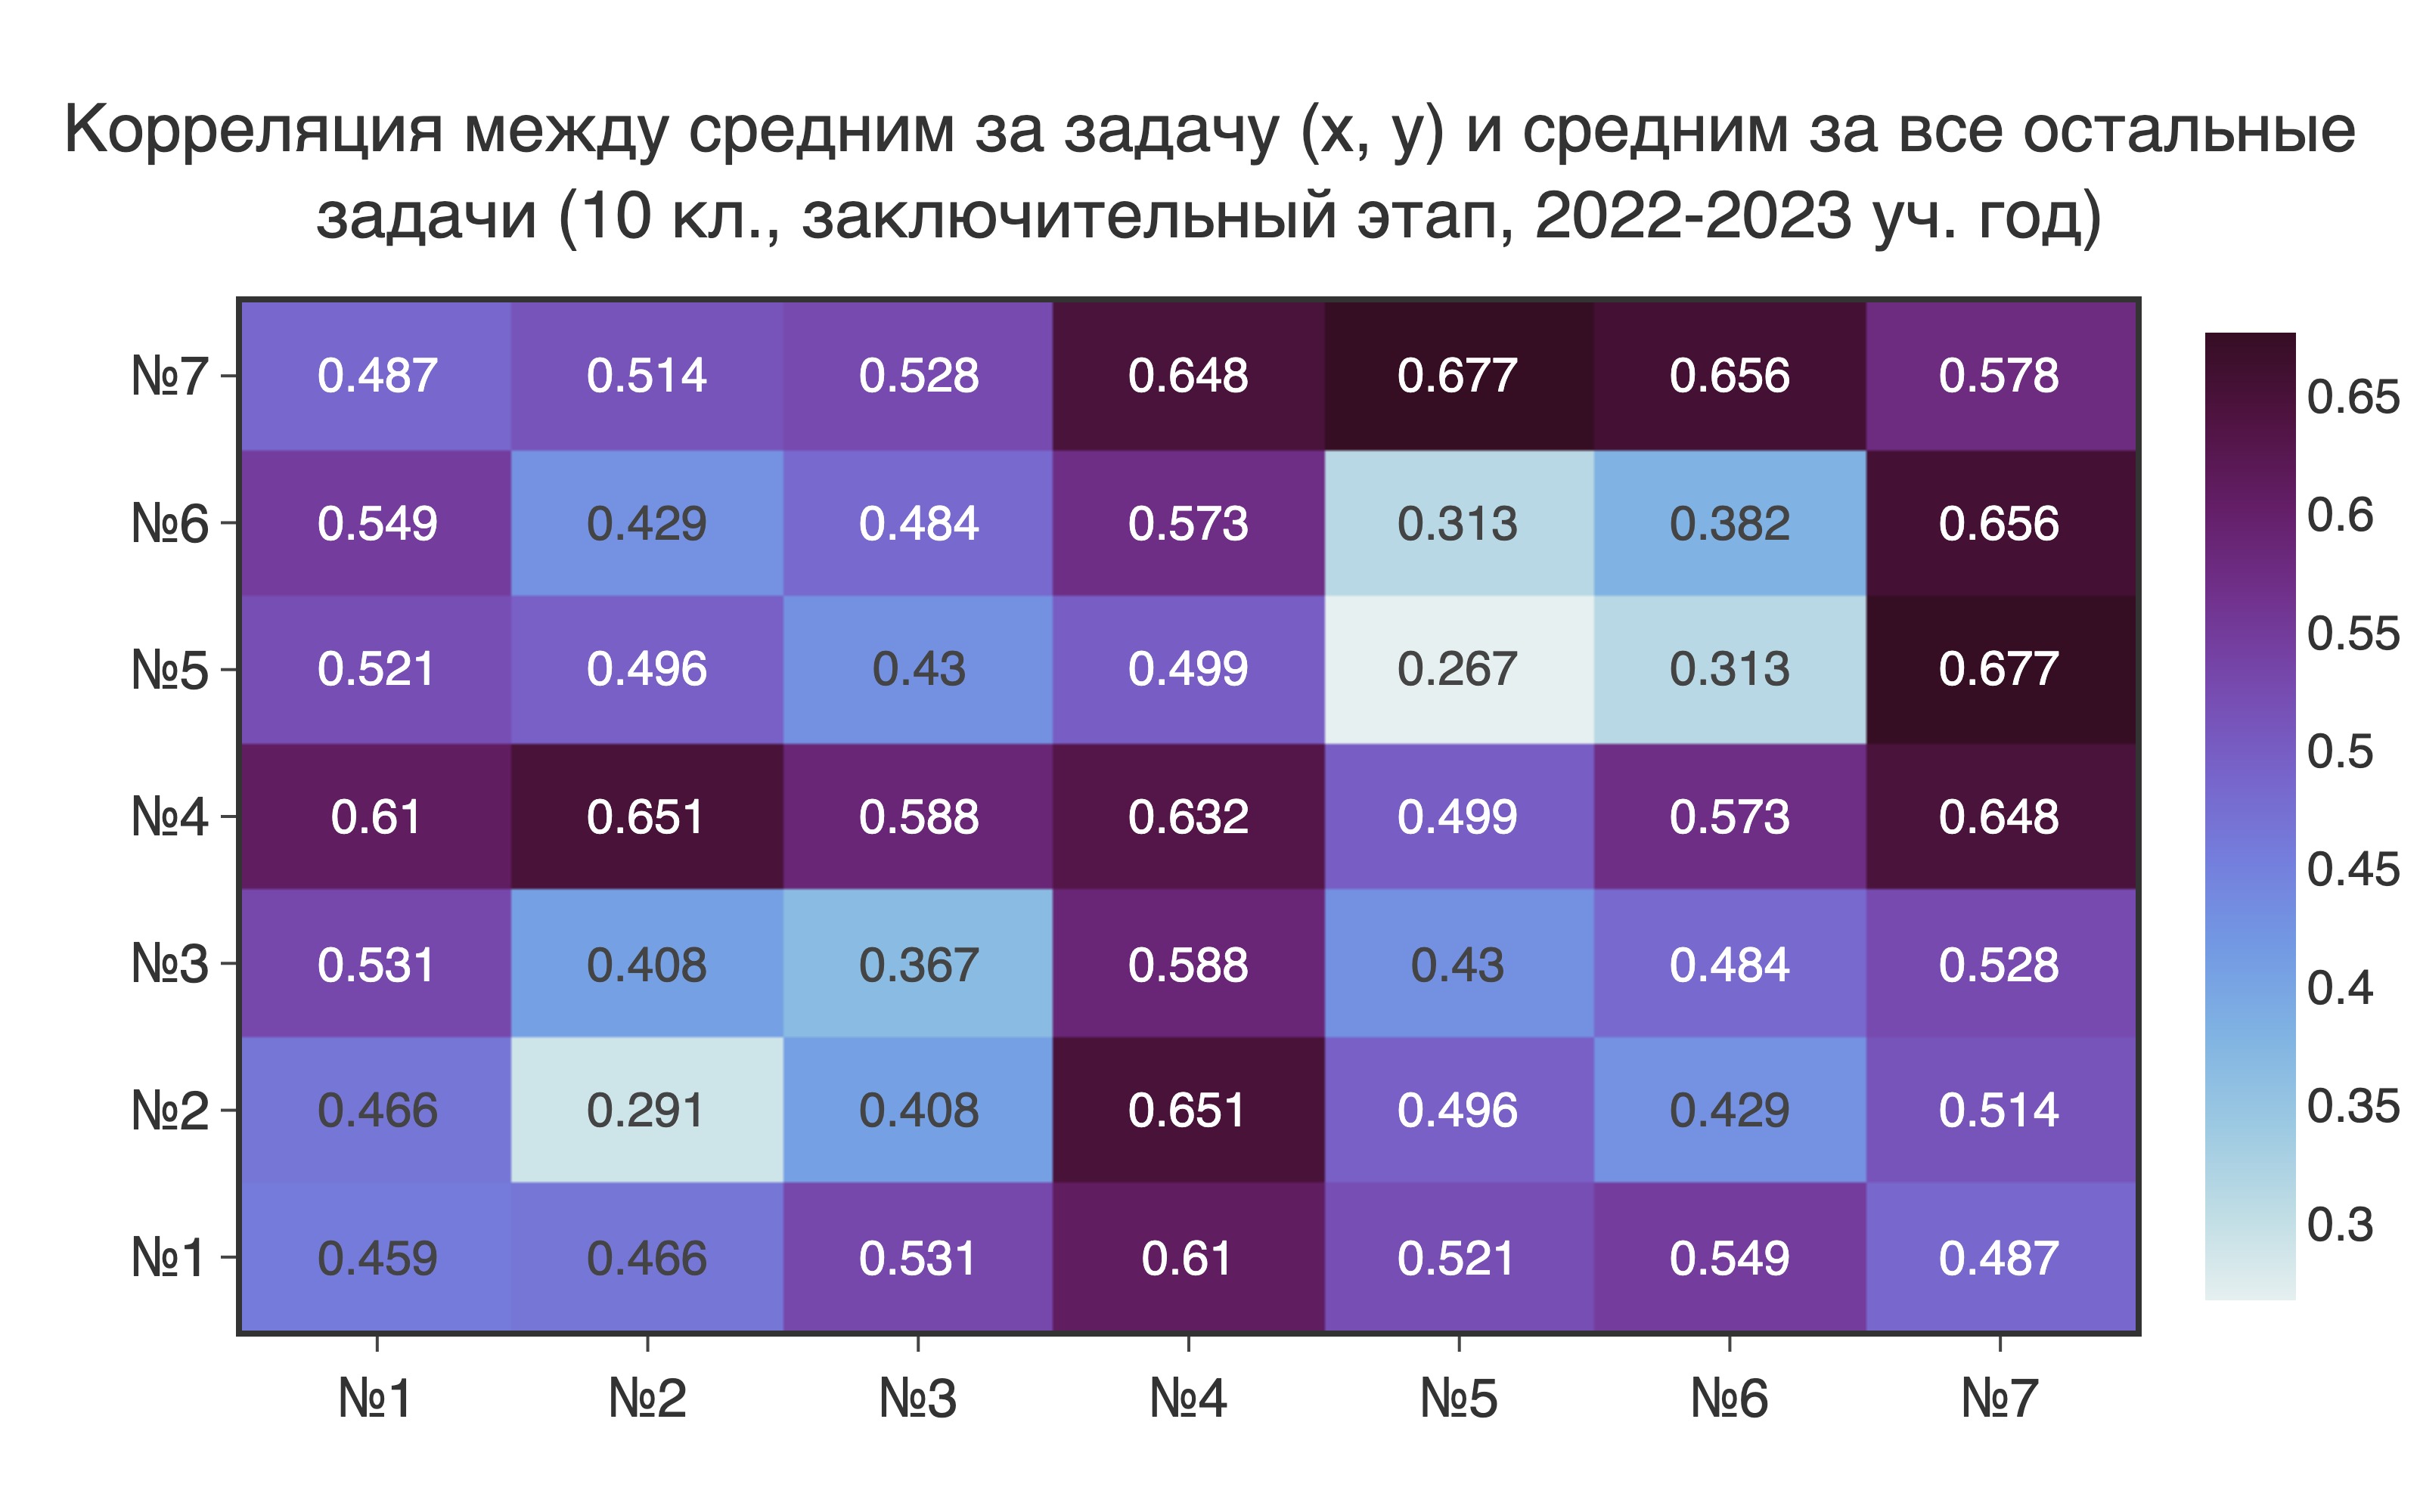 Корреляция между средним за задачу (x, y) и средним за все остальные
задачи (10 кл., заключительный этап, 2022-2023 уч. год)
№7 0.487 0.514 0.528 0.648 0.677 0.656 0.578
№6 0.549 0.429 0.484 0.573 0.313 0.382 0.656
№5 0.521 0.496 0.43 0.499 0.267 0.313 0.677
№4 0.61 0.651 0.588 0.632 0.499 0.573 0.648
№3 0.531 0.408 0.367 0.588 0.43 0.484 0.528
№2 0.466 0.291 0.408 0.651 0.496 0.429 0.514
№1 0.459 0.466 0.531 0.61 0.521 0.549 0.487
№1 №2 №3 №4 №5 №6 №7
0.65
0.6
0.55
0.5
0.45
0.4
0.35
0.3